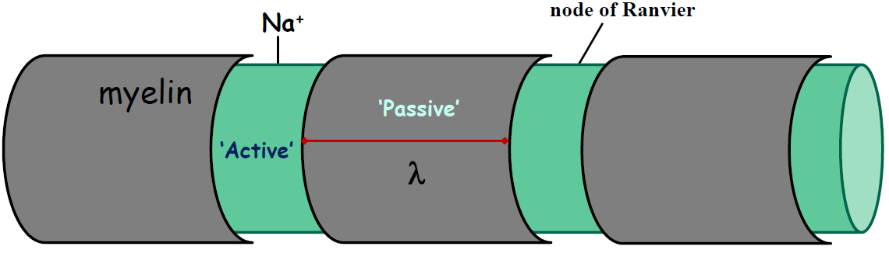 node of Ranvier
Na⁺
myelin
'Passive'
'Active'
λ